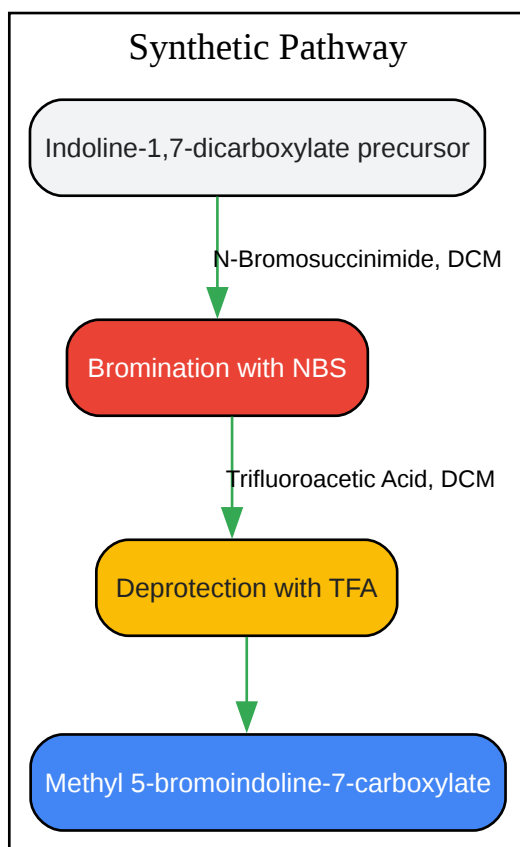 Synthetic Pathway
Indoline-1,7-dicarboxylate precursor
N-Bromosuccinimide, DCM
Bromination with NBS
Trifluoroacetic Acid, DCM
Deprotection with TFA
Methyl 5-bromoindoline-7-carboxylate